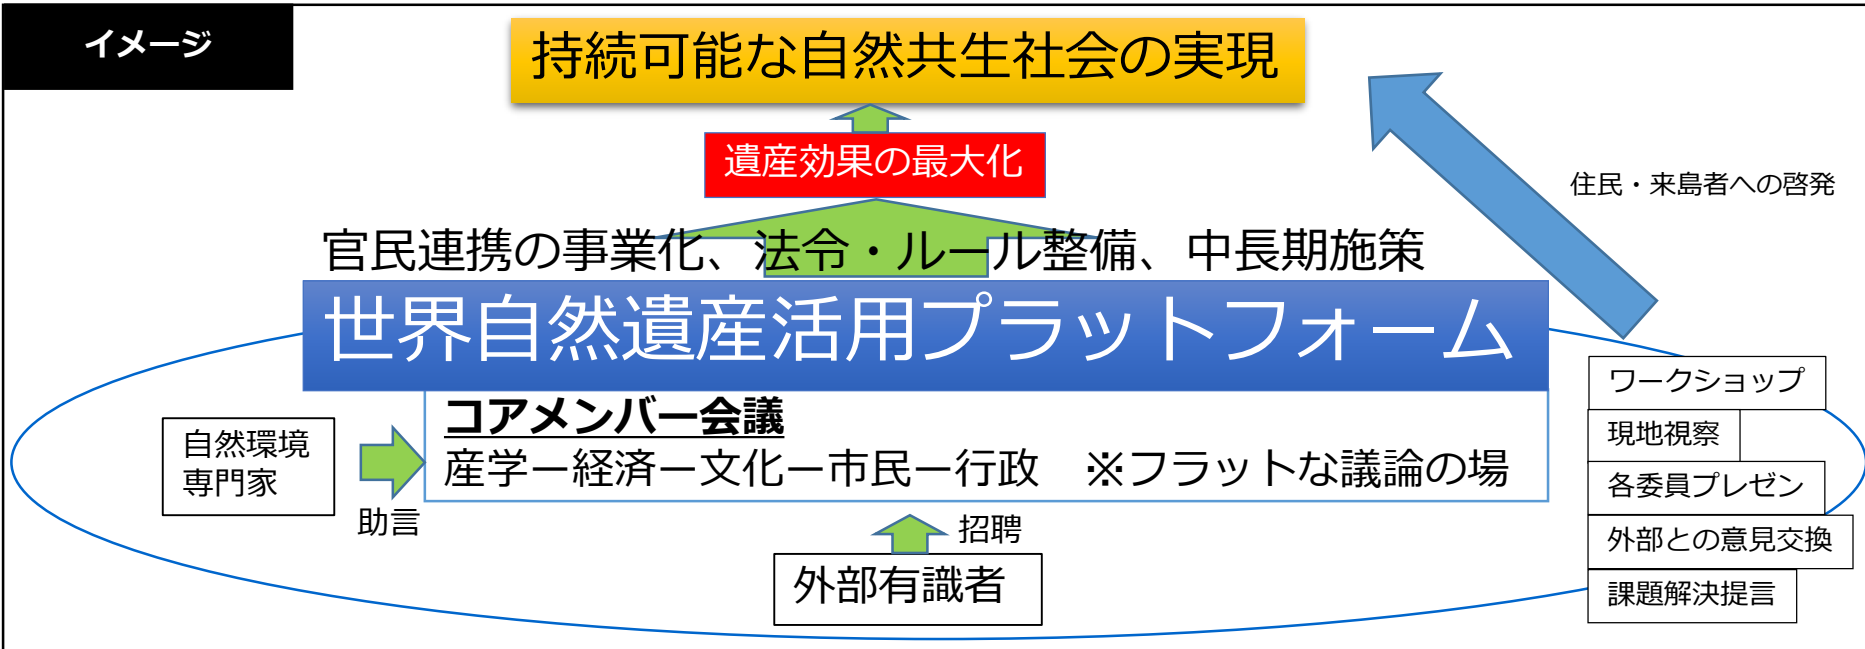 イメージ
持続可能な自然共生社会の実現
遺産効果の最大化
住民・来島者への啓発
官民連携の事業化、法令・ルール整備、中長期施策
世界自然遺産活用プラットフォーム
コアメンバー会議
産学ー経済ー文化ー市民ー行政　※フラットな議論の場
自然環境
専門家
助言
招聘
外部有識者
ワークショップ
現地視察
各委員プレゼン
外部との意見交換
課題解決提言